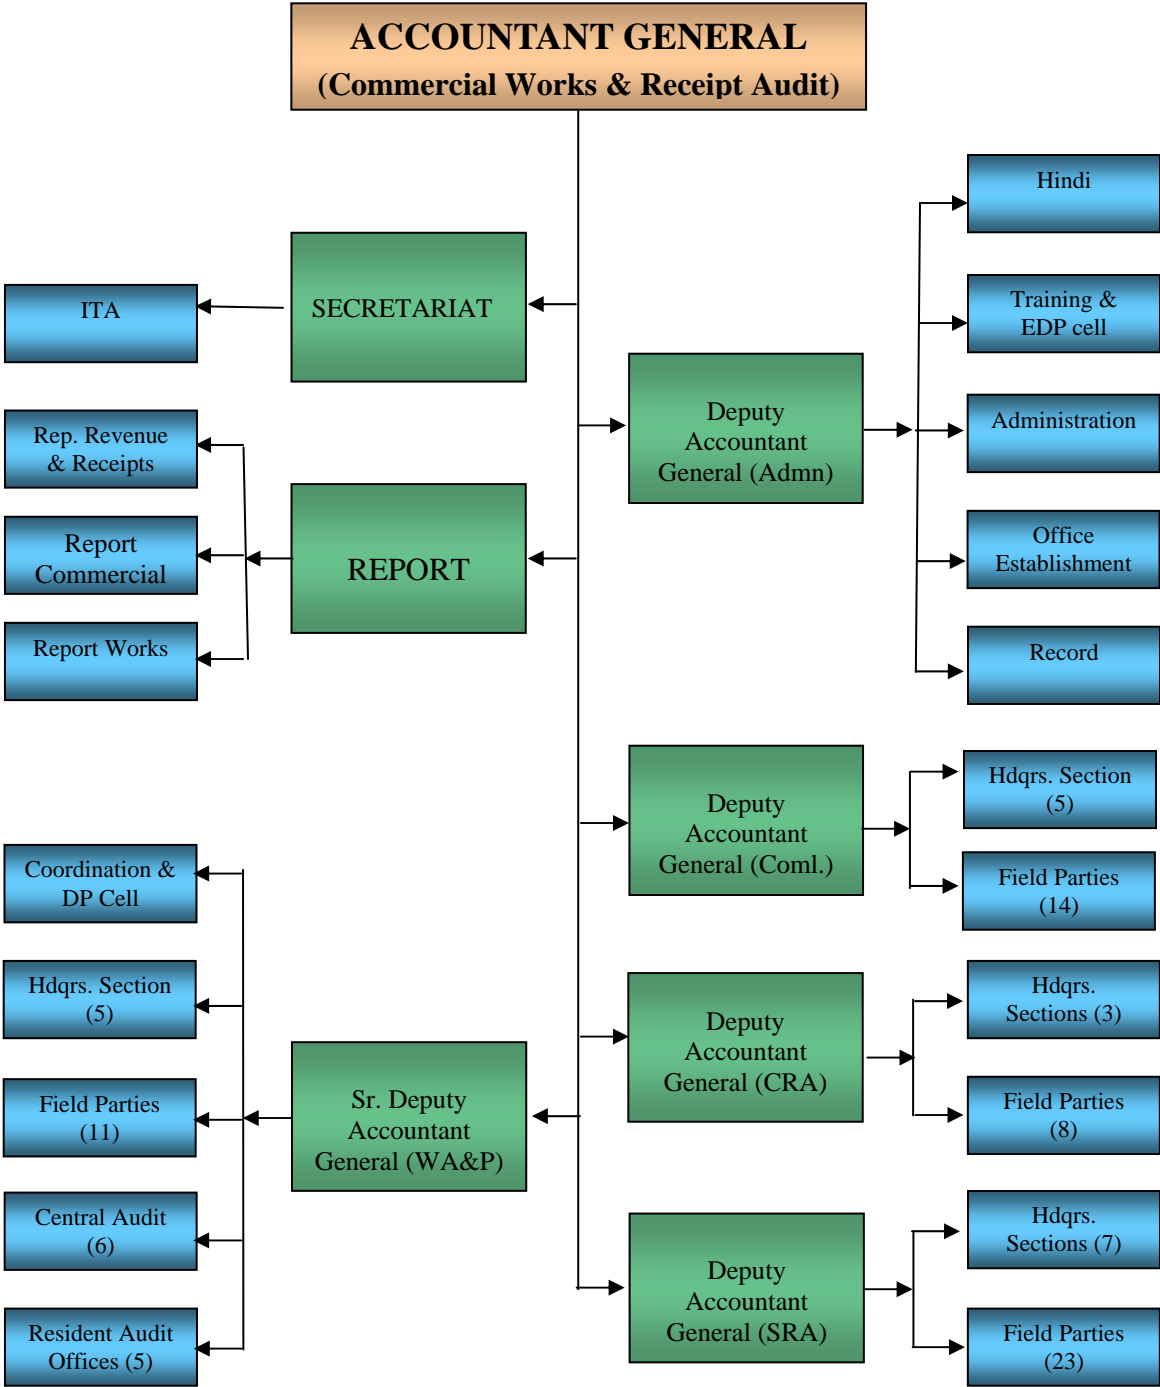 ACCOUNTANT GENERAL
(Commercial Works & Receipt Audit)
Hindi
SECRETARIAT
ITA
Training &
EDP cell
Deputy
Accountant
General (Admn)
Administration
Rep. Revenue
& Receipts
REPORT
Report
Commercial
Office
Establishment
Report Works
Record
Deputy
Accountant
General (Coml.)
Hdqrs. Section
(5)
Field Parties
(14)
Coordination &
DP Cell
Hdqrs. Section
(5)
Deputy
Accountant
General (CRA)
Hdqrs.
Sections (3)
Field Parties
(8)
Sr. Deputy
Accountant
General (WA&P)
Field Parties
(11)
Central Audit
(6)
Resident Audit
Offices (5)
Deputy
Accountant
General (SRA)
Hdqrs.
Sections (7)
Field Parties
(23)